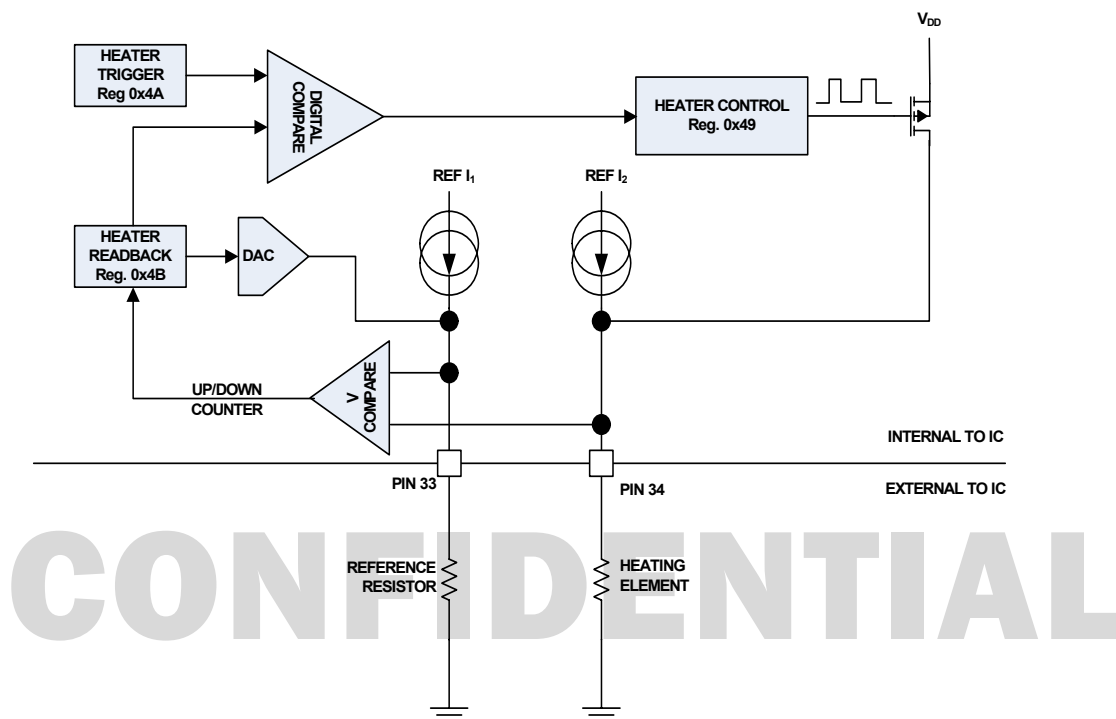 V_DD
HEATER
TRIGGER
Reg 0x4A
DIGITAL
COMPARE
HEATER CONTROL
Reg. 0x49
REF I₁
REF I₂
HEATER
READBACK
Reg. 0x4B
DAC
V
COMPARE
UP/DOWN
COUNTER
INTERNAL TO IC
PIN 33
PIN 34
EXTERNAL TO IC
CONFIDENTIAL
REFERENCE
RESISTOR
HEATING
ELEMENT